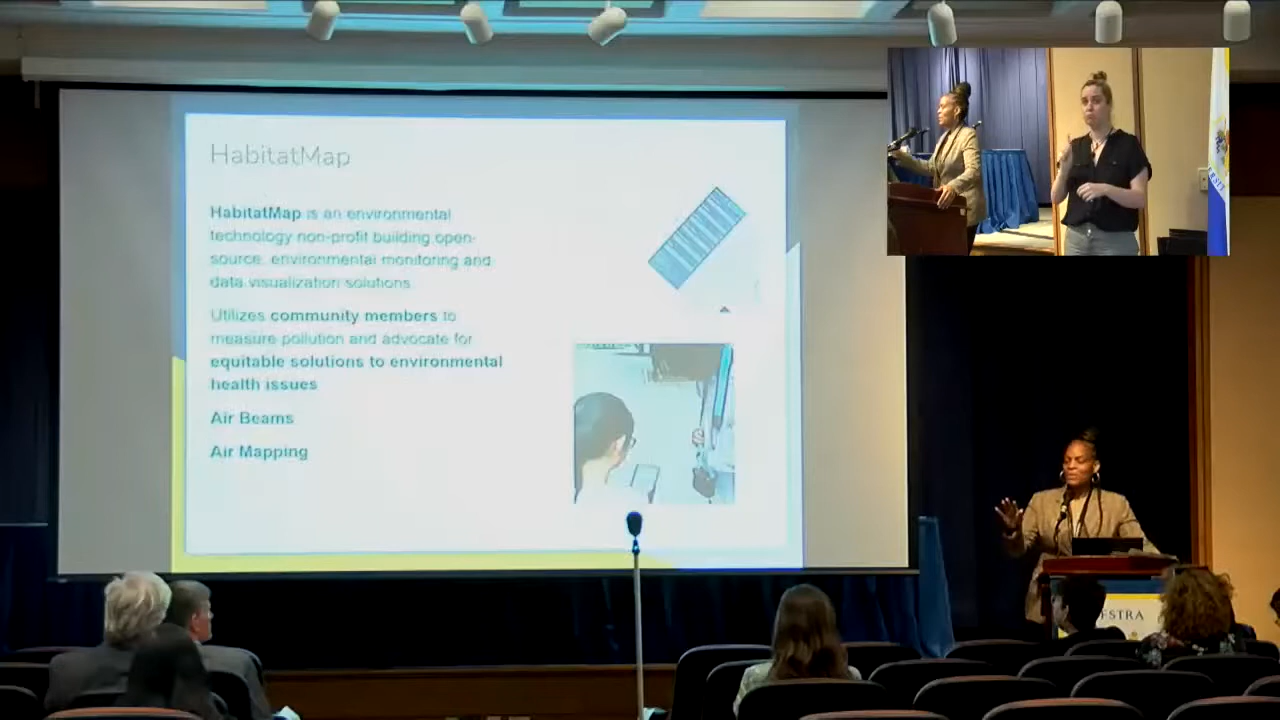 HabitatMap
HabitatMap is an environmental
technology non-profit building open-
source, environmental monitoring and
data visualization solutions.
Utilizes community members to
measure pollution and advocate for
equitable solutions to environmental
health issues
Air Beams
Air Mapping